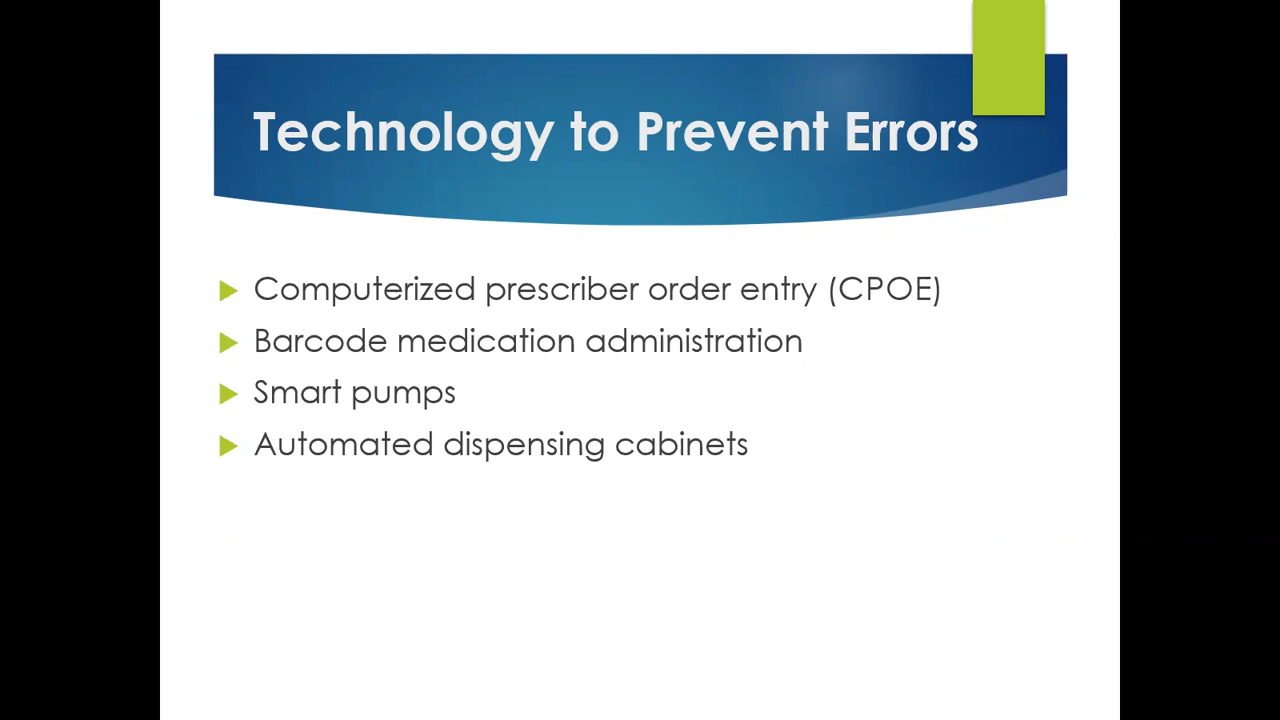 Technology to Prevent Errors
Computerized prescriber order entry (CPOE)
Barcode medication administration
Smart pumps
Automated dispensing cabinets